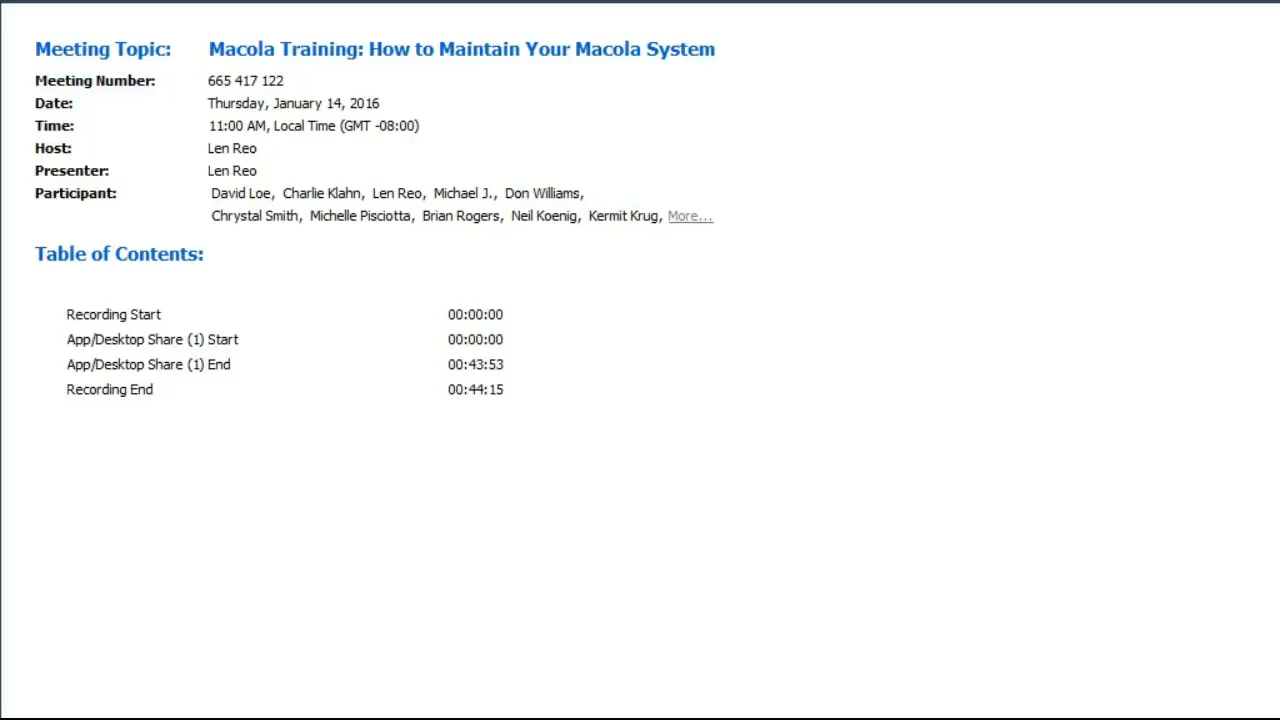 Meeting Topic: Macola Training: How to Maintain Your Macola System
Meeting Number: 665 417 122
Date: Thursday, January 14, 2016
Time: 11:00 AM, Local Time (GMT -08:00)
Host: Len Reo
Presenter: Len Reo
Participant: David Loe, Charlie Klahn, Len Reo, Michael J., Don Williams,
Chrystal Smith, Michelle Pisciotta, Brian Rogers, Neil Koenig, Kermit Krug, More...
Table of Contents:
Recording Start 00:00:00
App/Desktop Share (1) Start 00:00:00
App/Desktop Share (1) End 00:43:53
Recording End 00:44:15